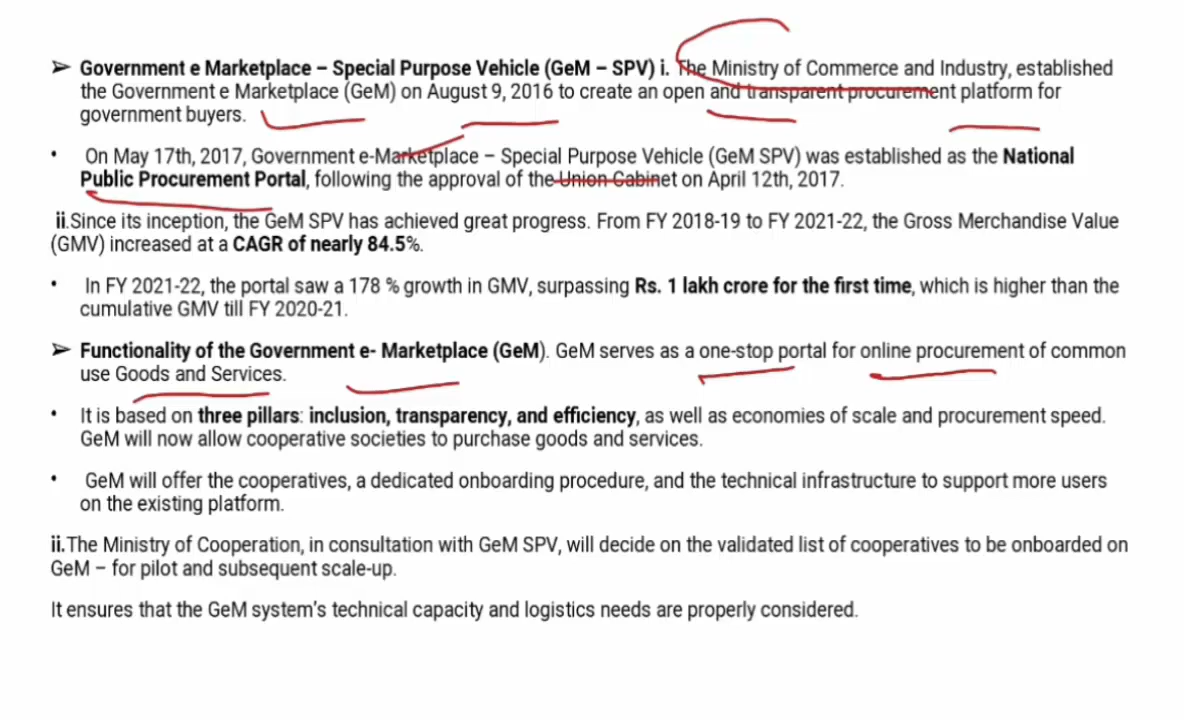 ➢ Government e Marketplace – Special Purpose Vehicle (GeM – SPV) i. The Ministry of Commerce and Industry, established
the Government e Marketplace (GeM) on August 9, 2016 to create an open and transparent procurement platform for
government buyers.
• On May 17th, 2017, Government e-Marketplace – Special Purpose Vehicle (GeM SPV) was established as the National
Public Procurement Portal, following the approval of the Union Cabinet on April 12th, 2017.
ii.Since its inception, the GeM SPV has achieved great progress. From FY 2018-19 to FY 2021-22, the Gross Merchandise Value
(GMV) increased at a CAGR of nearly 84.5%.
• In FY 2021-22, the portal saw a 178 % growth in GMV, surpassing Rs. 1 lakh crore for the first time, which is higher than the
cumulative GMV till FY 2020-21.
➢ Functionality of the Government e- Marketplace (GeM). GeM serves as a one-stop portal for online procurement of common
use Goods and Services.
• It is based on three pillars: inclusion, transparency, and efficiency, as well as economies of scale and procurement speed.
GeM will now allow cooperative societies to purchase goods and services.
• GeM will offer the cooperatives, a dedicated onboarding procedure, and the technical infrastructure to support more users
on the existing platform.
ii.The Ministry of Cooperation, in consultation with GeM SPV, will decide on the validated list of cooperatives to be onboarded on
GeM – for pilot and subsequent scale-up.
It ensures that the GeM system's technical capacity and logistics needs are properly considered.